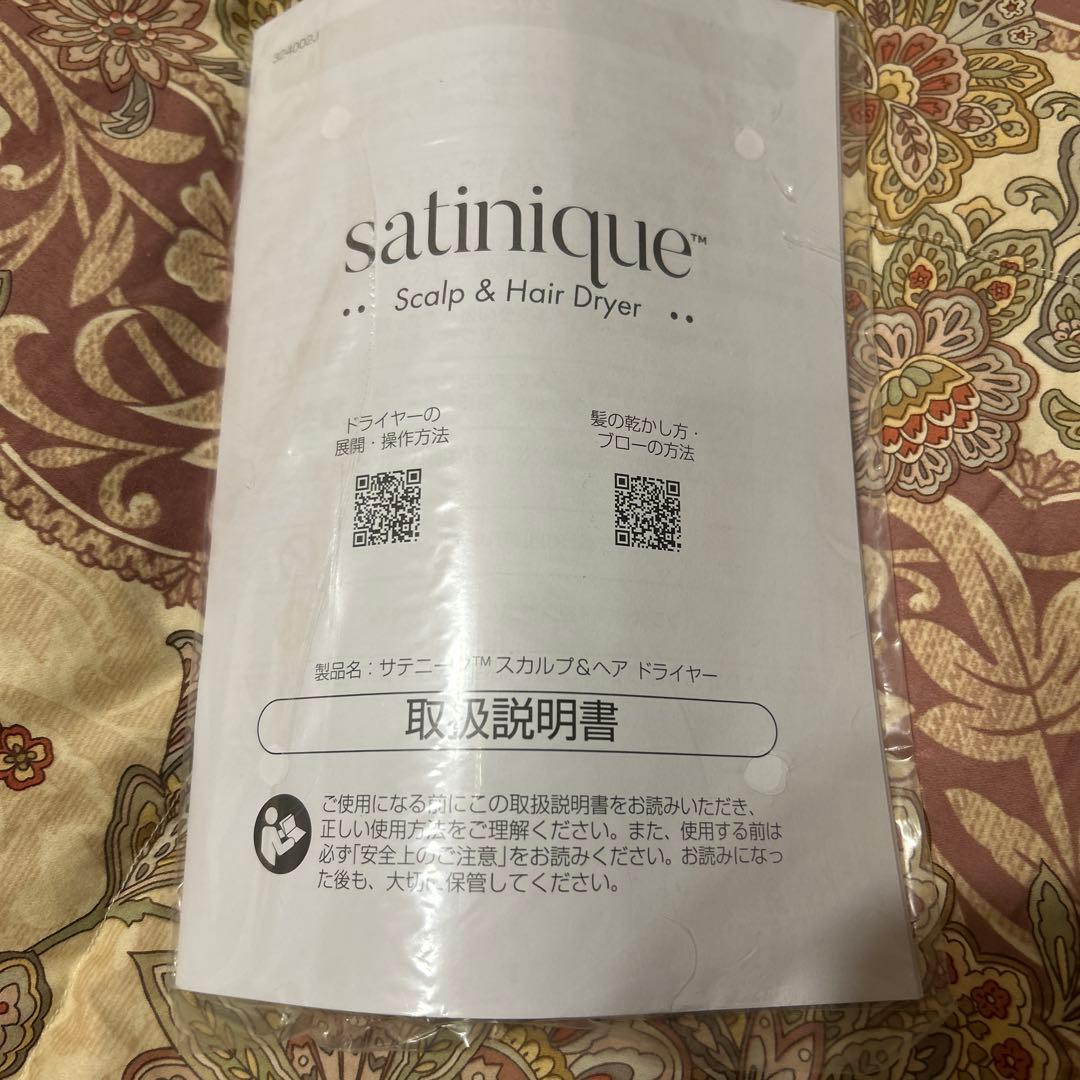 324002J
satinique™
Scalp & Hair Dryer
ドライヤーの
展開・操作方法
髪の乾かし方・
ブローの方法
製品名：サテニーク™ スカルプ&ヘア ドライヤー
取扱説明書
ご使用になる前にこの取扱説明書をお読みいただき、
正しい使用方法をご理解ください。また、使用する前は
必ず「安全上のご注意」をお読みください。お読みになっ
た後も、大切に保管してください。